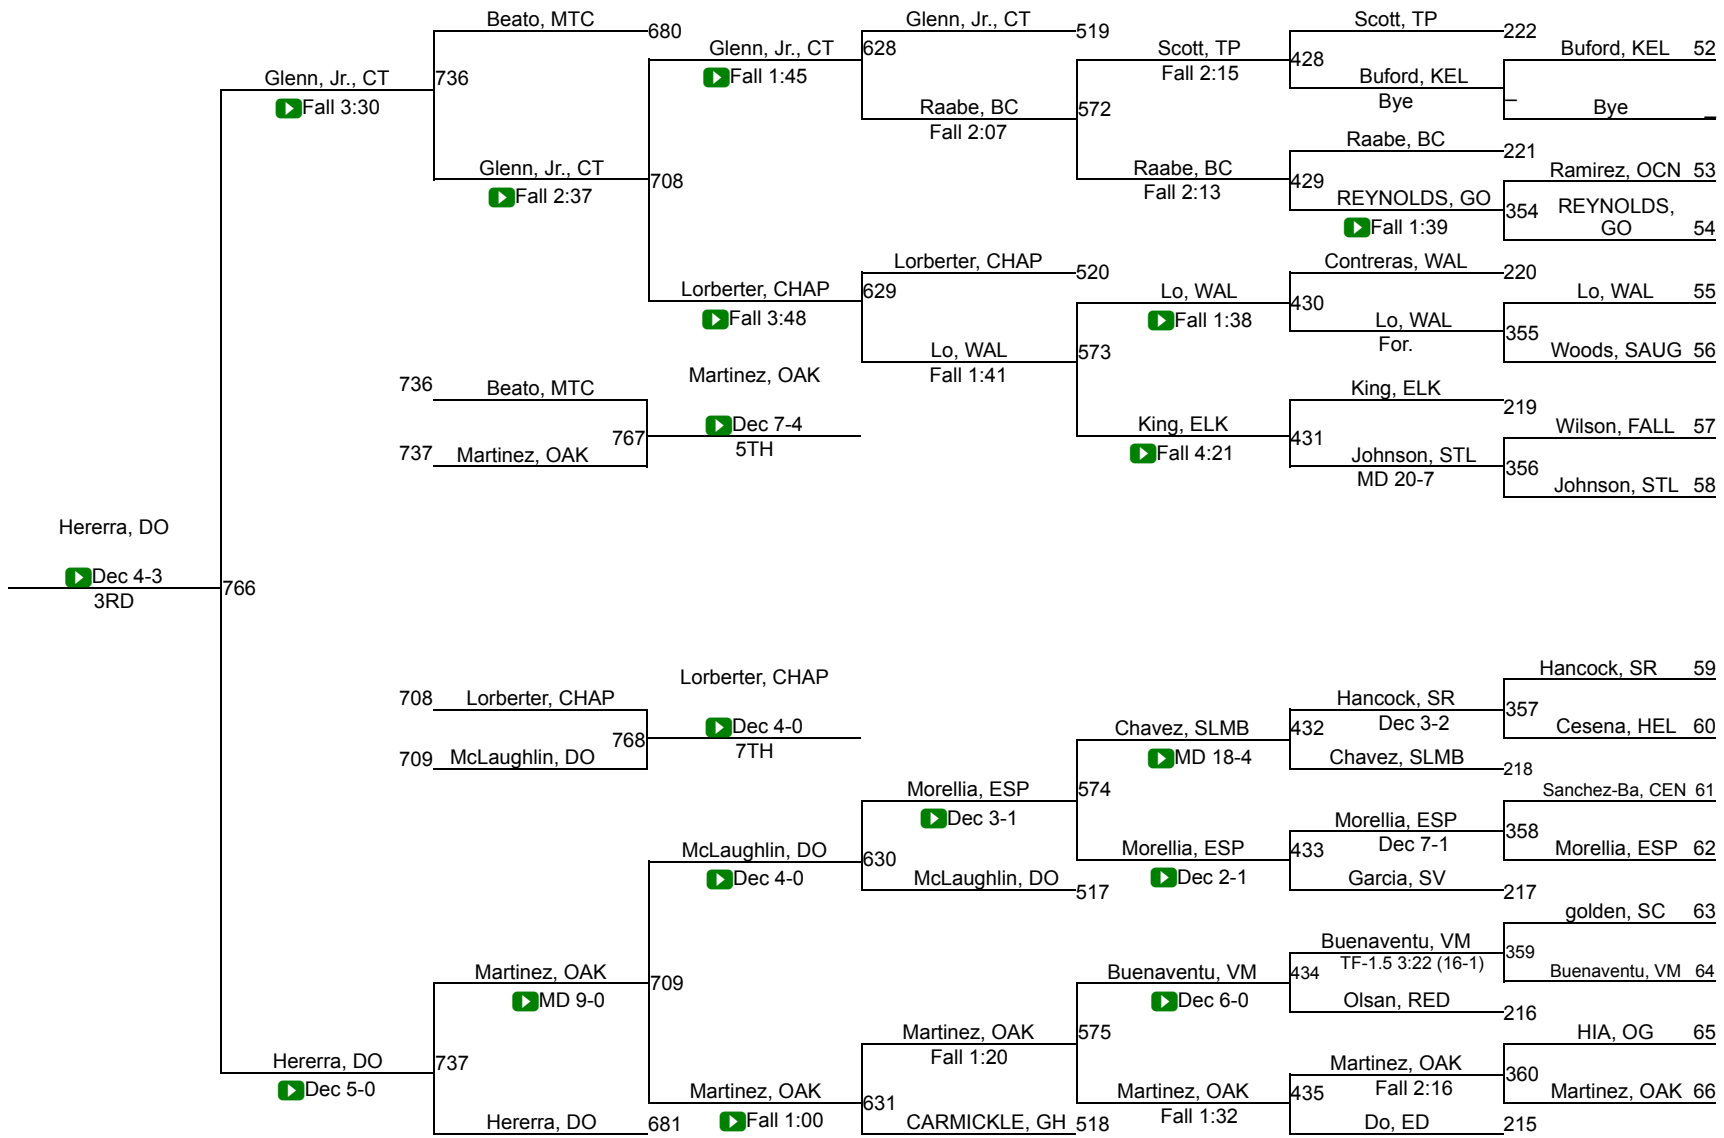 Beato, MTC
680
Glenn, Jr., CT
519
Scott, TP
222
Glenn, Jr., CT
628
Scott, TP
Buford, KEL 52
Glenn, Jr., CT
736
Fall 1:45
Fall 2:15
428
Buford, KEL
Fall 3:30
Raabe, BC
572
Bye
_
Bye
_
Fall 2:07
Raabe, BC
221
Glenn, Jr., CT
708
Raabe, BC
Ramirez, OCN 53
Fall 2:37
Fall 2:13
429
REYNOLDS, GO
354
REYNOLDS,
GO 54
Fall 1:39
Lorberter, CHAP
520
Contreras, WAL
220
Lorberter, CHAP
629
Lo, WAL
Lo, WAL 55
Fall 3:48
Fall 1:38
430
Lo, WAL
355
Lo, WAL
573
For.
Woods, SAUG 56
Fall 1:41
736
Beato, MTC
Martinez, OAK
King, ELK
219
Dec 7-4
King, ELK
Wilson, FALL 57
767
5TH
Fall 4:21
431
737
Martinez, OAK
Johnson, STL
356
MD 20-7
Johnson, STL 58
Hererra, DO
Dec 4-3
766
3RD
Lorberter, CHAP
Hancock, SR 59
708
Lorberter, CHAP
Hancock, SR
357
Dec 4-0
Chavez, SLMB
432
Dec 3-2
Cesena, HEL 60
768
7TH
MD 18-4
709
McLaughlin, DO
Chavez, SLMB
218
Morellia, ESP
574
Sanchez-Ba, CEN 61
Dec 3-1
Morellia, ESP
358
McLaughlin, DO
630
Morellia, ESP
433
Dec 7-1
Morellia, ESP 62
Dec 4-0
McLaughlin, DO
517
Dec 2-1
Garcia, SV
217
golden, SC 63
Buenaventu, VM
359
Martinez, OAK
709
Buenaventu, VM
434
TF-1.5 3:22 (16-1)
Buenaventu, VM 64
MD 9-0
Dec 6-0
Olsan, RED
216
Martinez, OAK
575
HIA, OG 65
Hererra, DO
737
Fall 1:20
Martinez, OAK
360
Dec 5-0
Martinez, OAK
631
Martinez, OAK
435
Fall 2:16
Martinez, OAK 66
Hererra, DO
681
Fall 1:00
CARMICKLE, GH
518
Fall 1:32
Do, ED
215